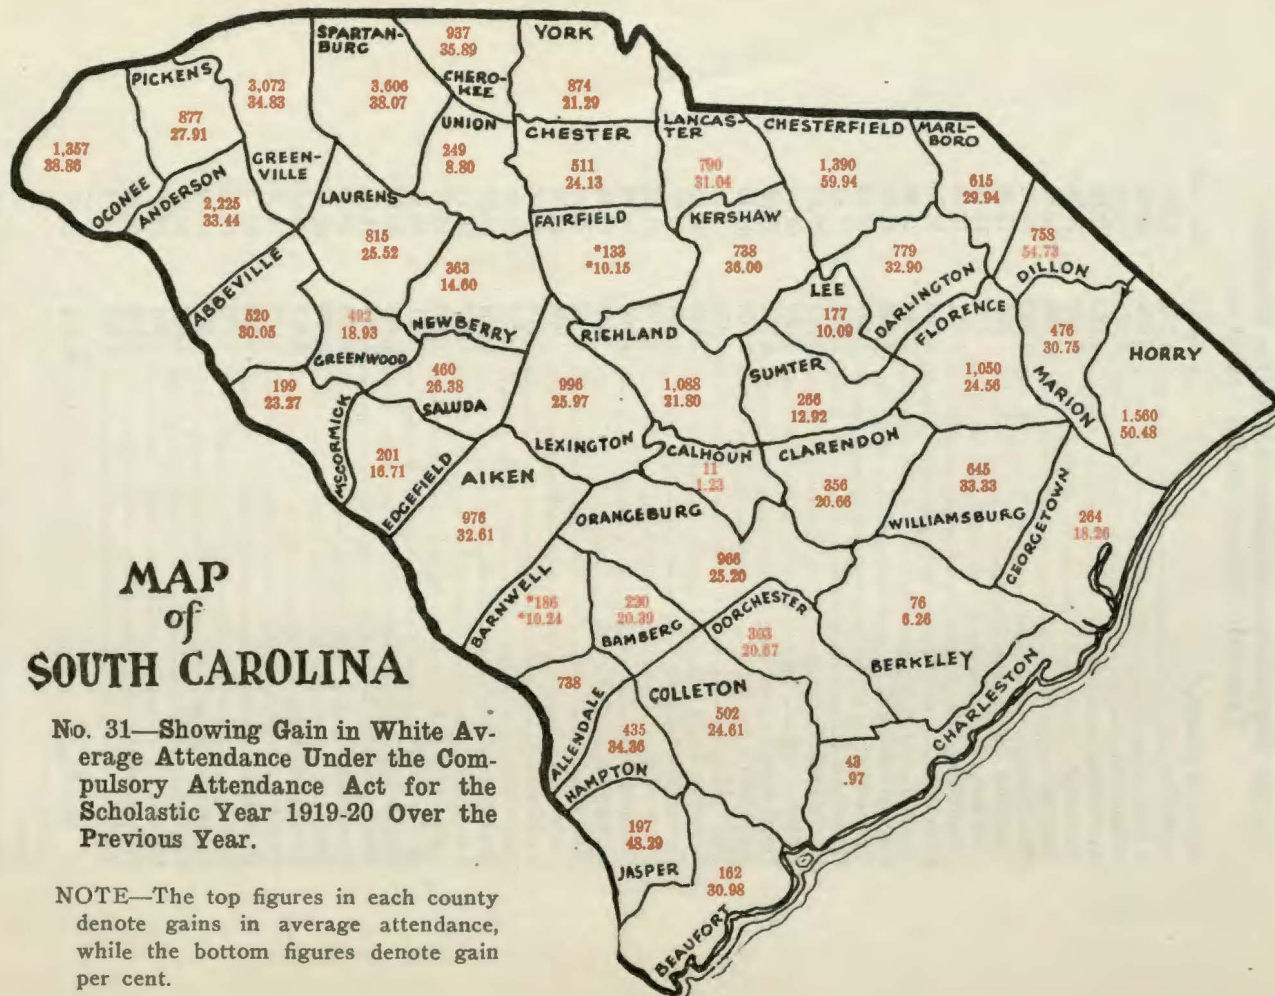 SPARTAN-
BURG
3,606
38.07
937
35.89
CHERO-
KEE
YORK
874
21.29
PICKENS
877
27.91
3,072
34.83
GREEN-
VILLE
1,357
38.86
OCONEE
ANDERSON
2,225
33.44
UNION
249
8.80
CHESTER
511
24.13
LANCAS-
TER
790
31.04
CHESTERFIELD
1,390
59.94
MARL-
BORO
615
29.94
LAURENS
815
25.52
FAIRFIELD
*133
*10.15
KERSHAW
738
36.00
779
32.90
DARLINGTON
758
54.73
DILLON
ABBEVILLE
520
30.05
492
18.93
GREENWOOD
363
14.60
NEWBERRY
RICHLAND
1,088
21.80
LEE
177
10.09
FLORENCE
1,050
24.56
476
30.75
MARION
HORRY
1.560
50.48
199
23.27
McCORMICK
460
26.38
SALUDA
996
25.97
LEXINGTON
SUMTER
266
12.92
201
16.71
EDGEFIELD
AIKEN
976
32.61
CALHOUN
11
1.23
CLARENDON
356
20.66
645
33.33
WILLIAMSBURG
GEORGETOWN
264
18.26
ORANGEBURG
966
25.20
BARNWELL
*186
*10.24
220
20.39
BAMBERG
DORCHESTER
303
20.67
76
6.26
BERKELEY
738
ALLENDALE
COLLETON
502
24.61
CHARLESTON
43
.97
435
34.36
HAMPTON
197
48.29
JASPER
162
30.98
BEAUFORT
MAP
of
SOUTH CAROLINA
No. 31—Showing Gain in White Av-
erage Attendance Under the Com-
pulsory Attendance Act for the
Scholastic Year 1919-20 Over the
Previous Year.
NOTE—The top figures in each county
denote gains in average attendance,
while the bottom figures denote gain
per cent.